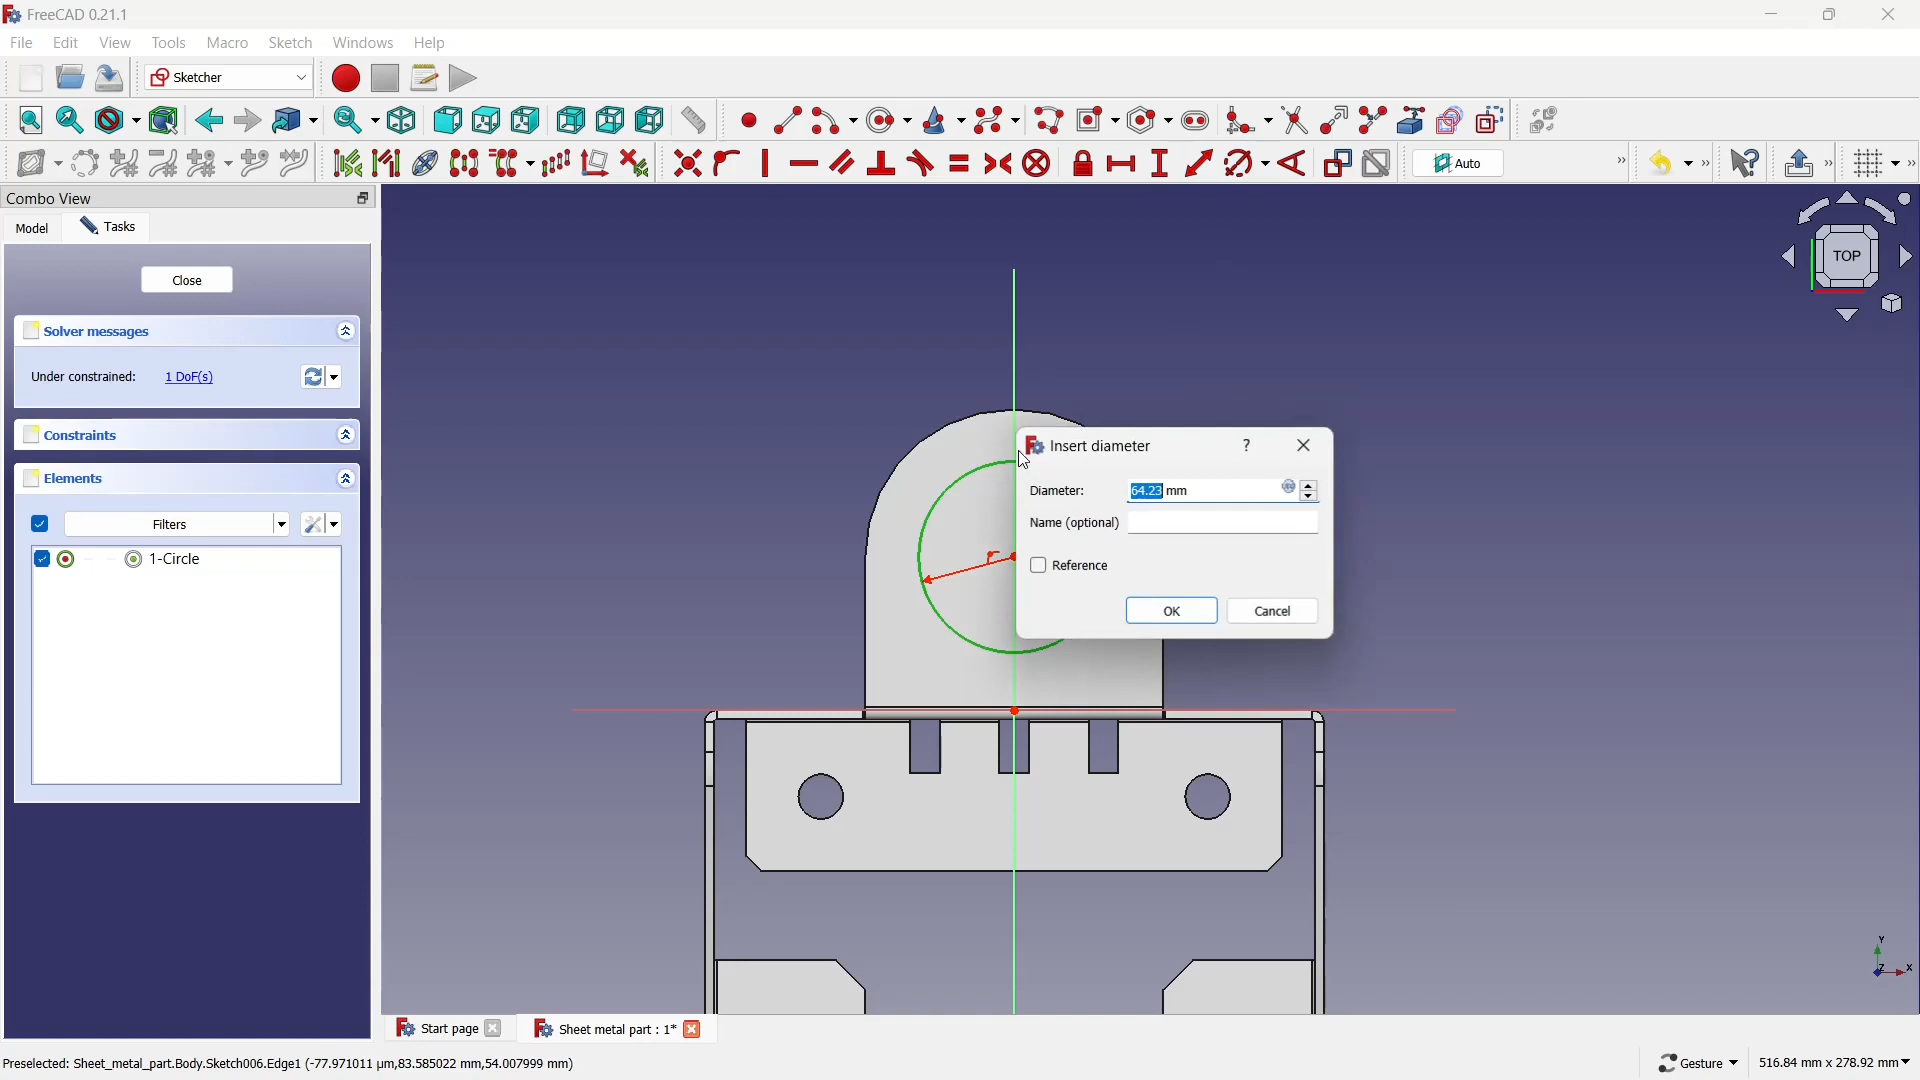 FreeCAD 0.21.1
File Edit View Tools Macro Sketch Windows Help
Sketcher
Auto
Combo View
Model Tasks
Close
Solver messages
Under constrained: 1 DoF(s)
Constraints
Elements
Filters
1-Circle
TOP
Insert diameter ?
Diameter: 64.23 mm
Name (optional)
Reference
OK Cancel
r
Y
Z X
Start page Sheet metal part : 1*
Preselected: Sheet_metal_part.Body.Sketch006.Edge1 (-77.971011 µm,83.585022 mm,54.007999 mm) Gesture 516.84 mm x 278.92 mm